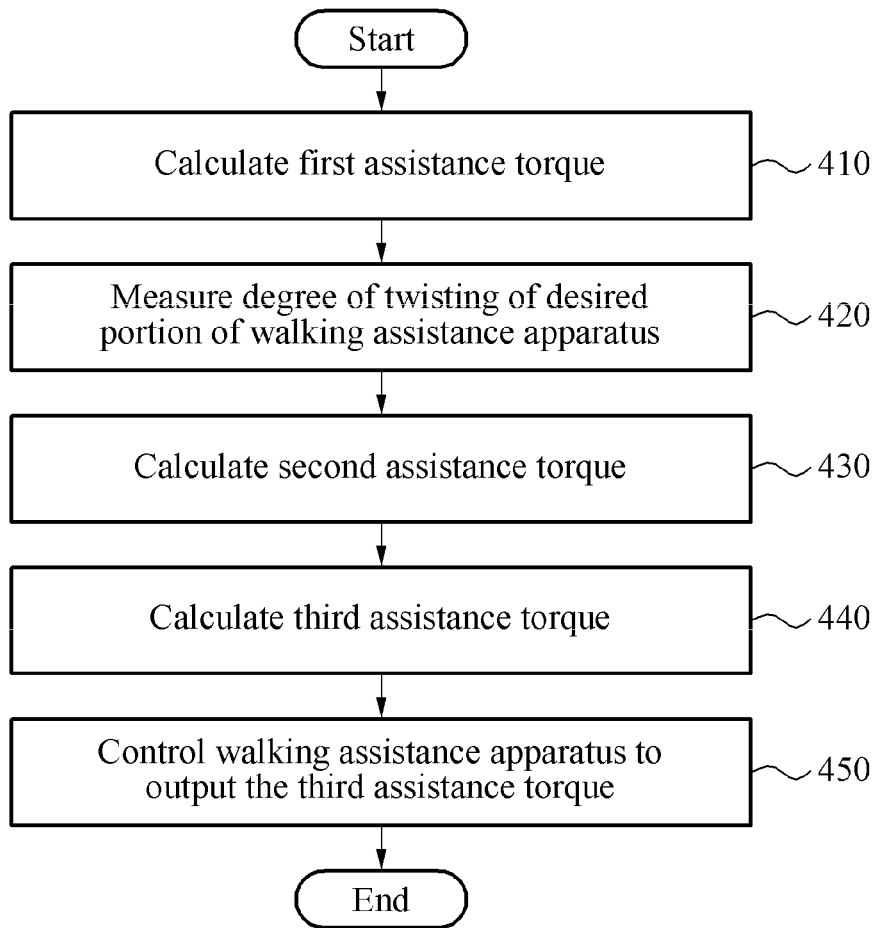 Start
Calculate first assistance torque
410
Measure degree of twisting of desired
portion of walking assistance apparatus
420
Calculate second assistance torque
430
Calculate third assistance torque
440
Control walking assistance apparatus to
output the third assistance torque
450
End